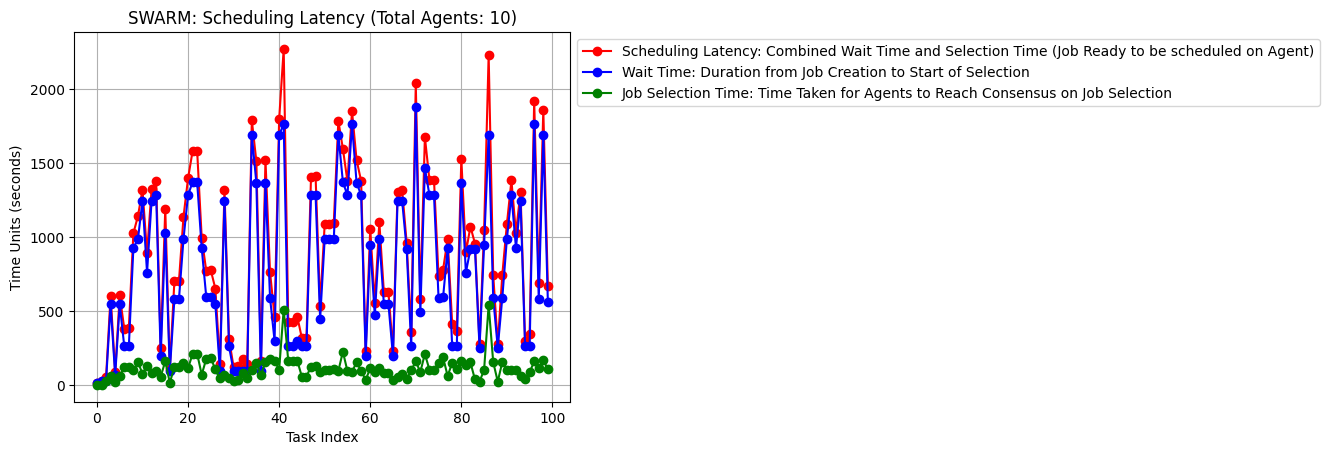 SWARM: Scheduling Latency (Total Agents: 10)
Scheduling Latency: Combined Wait Time and Selection Time (Job Ready to be scheduled on Agent)
Wait Time: Duration from Job Creation to Start of Selection
Job Selection Time: Time Taken for Agents to Reach Consensus on Job Selection
Time Units (seconds)
2000
1500
1000
500
0
0 20 40 60 80 100
Task Index